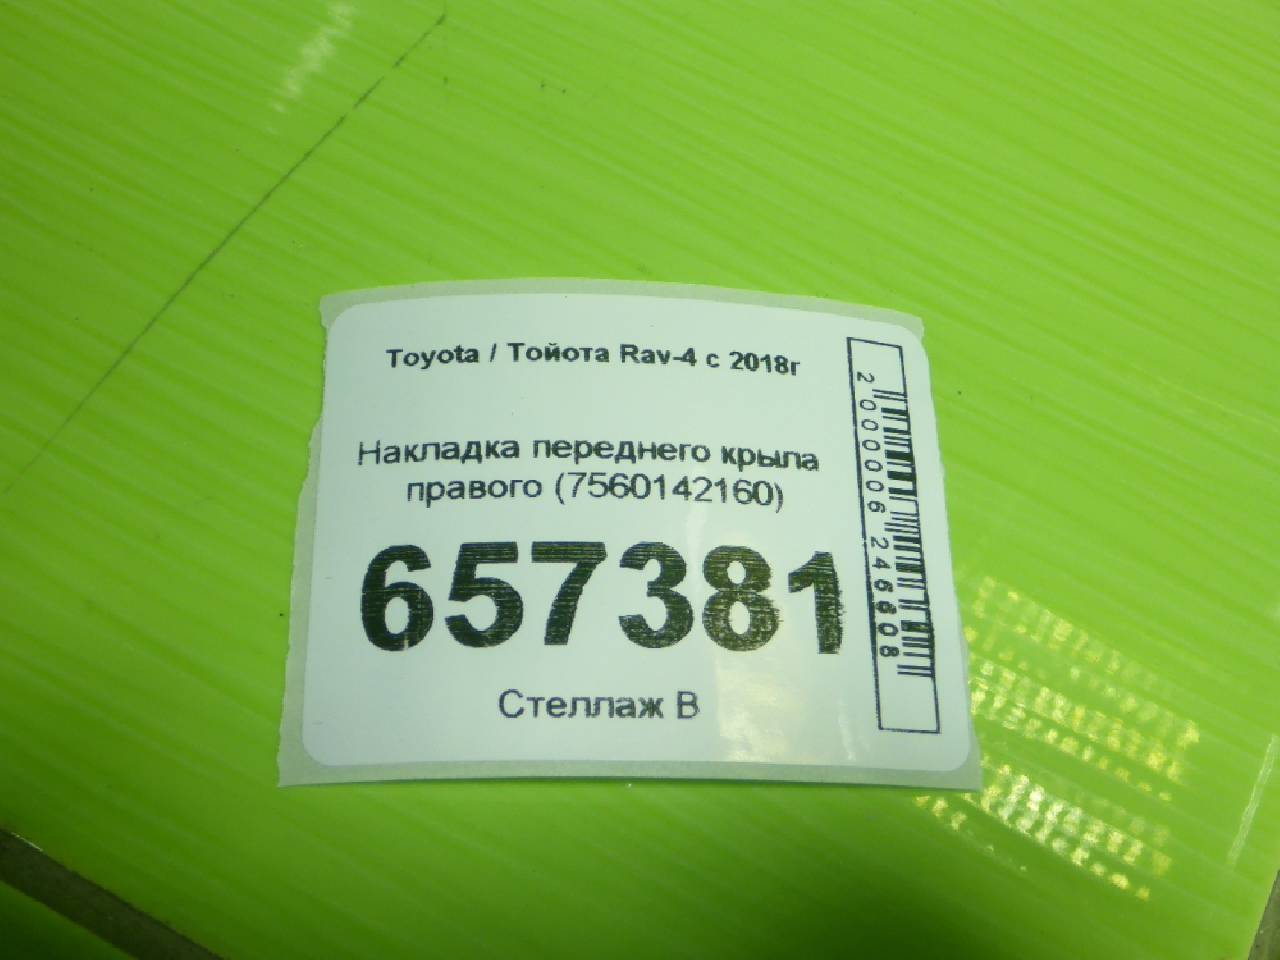 Toyota / Тойота Rav-4 с 2018г
Накладка переднего крыла
правого (7560142160)
657381
Стеллаж В
2000006246608